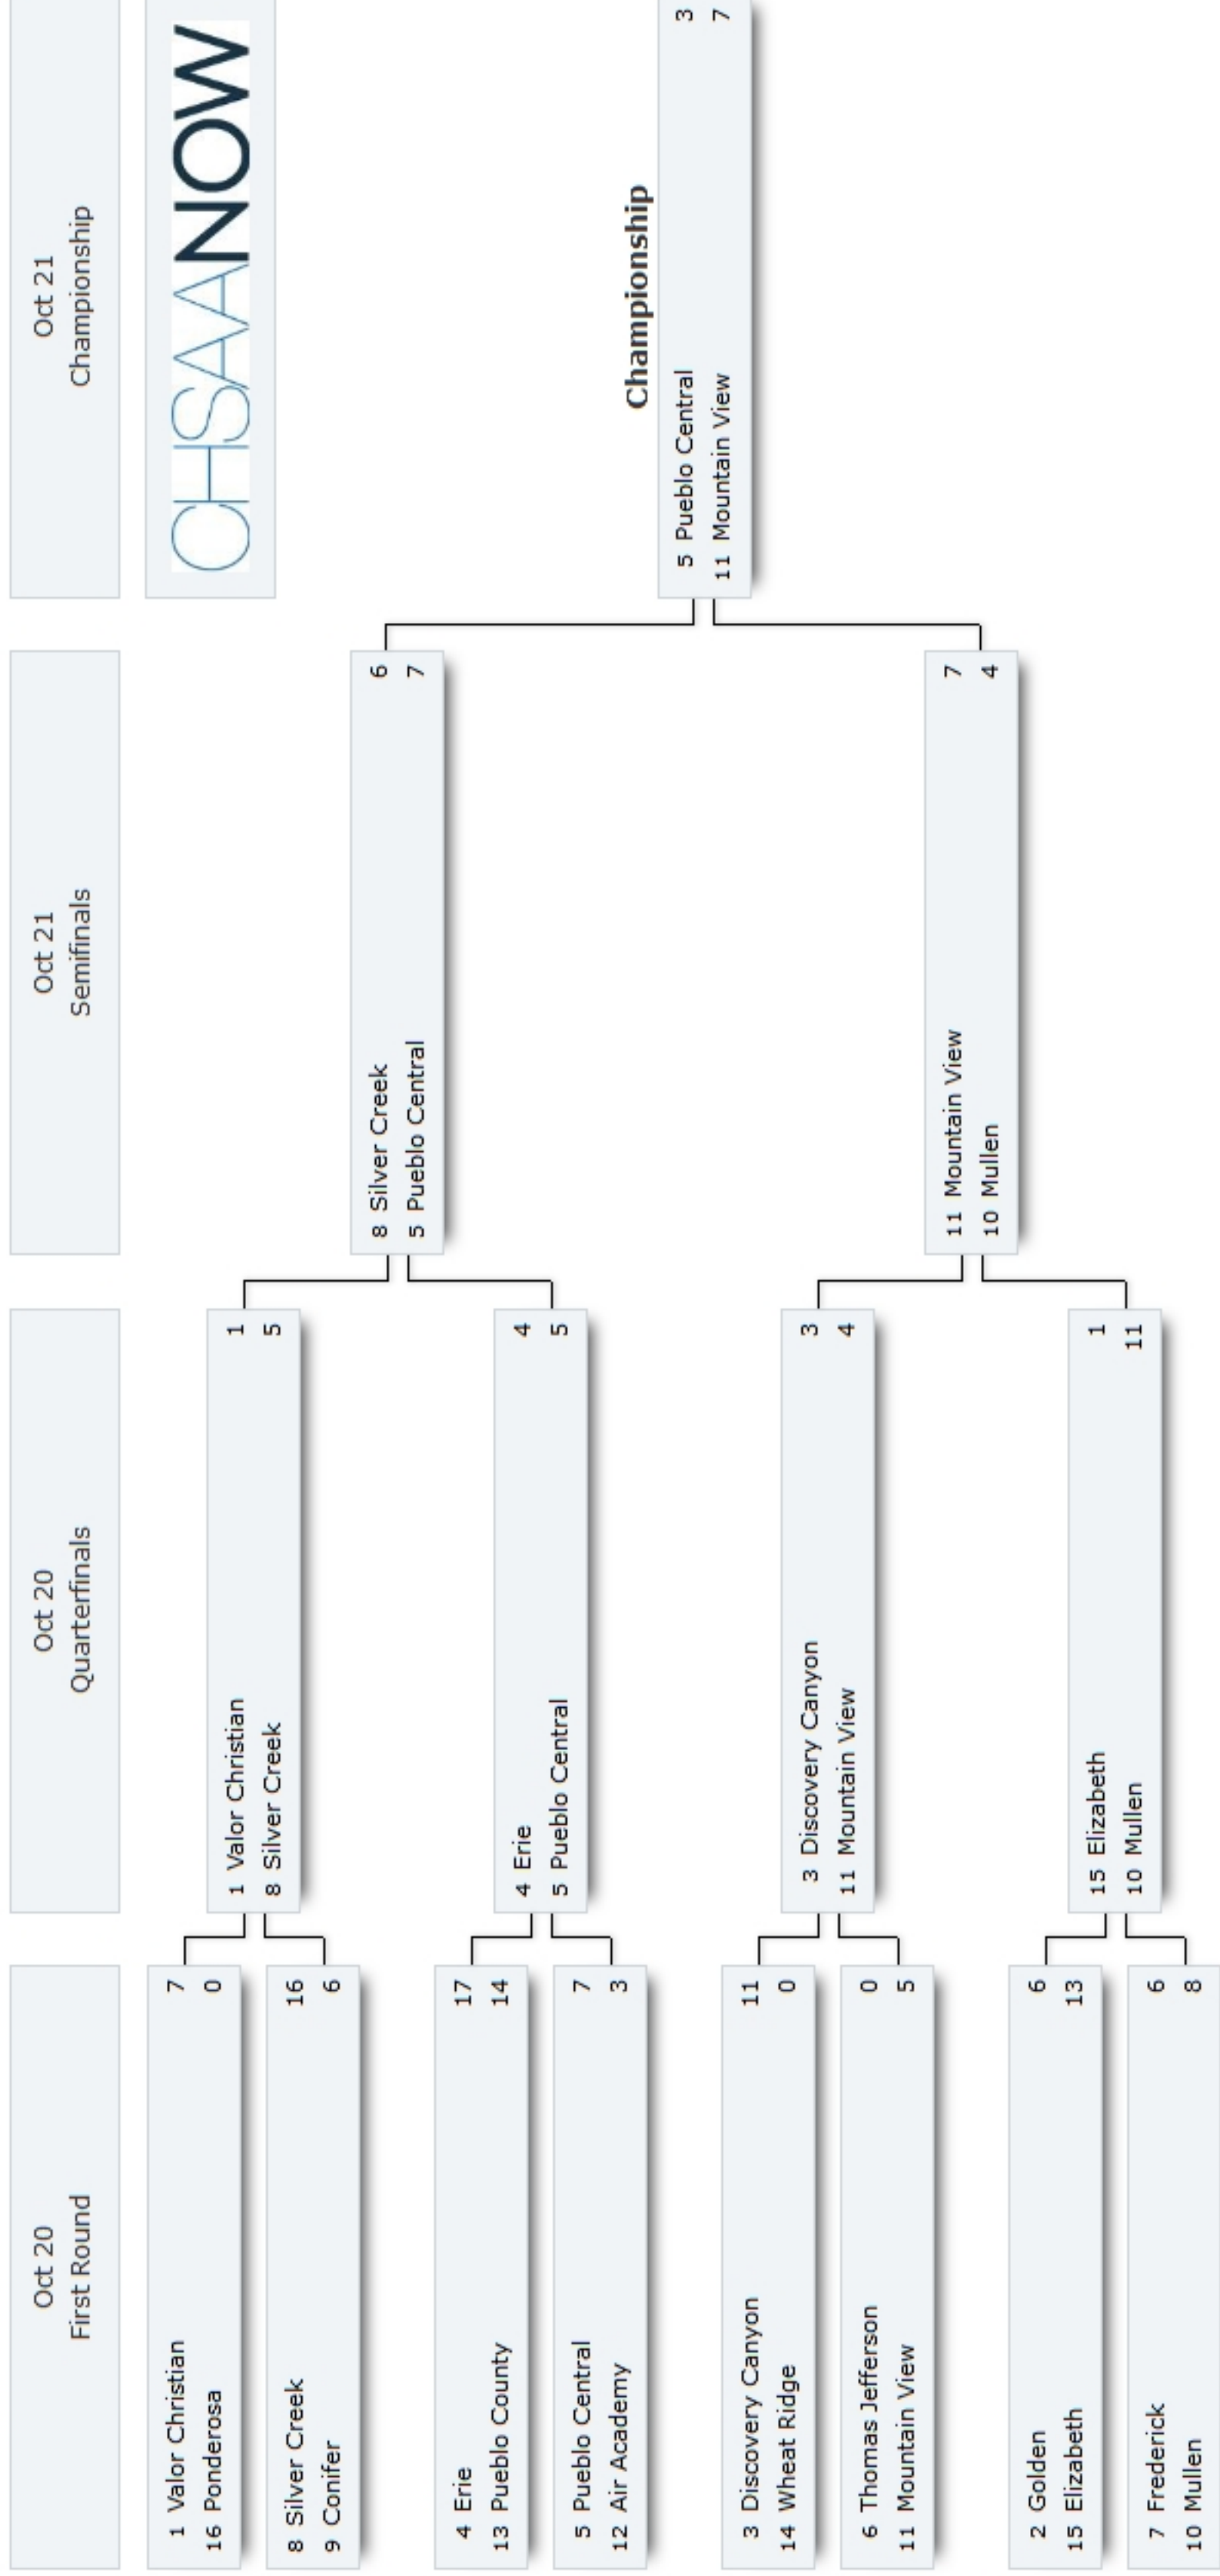 Oct 20
First Round
Oct 20
Quarterfinals
Oct 21
Semifinals
Oct 21
Championship
CHSAANOW
1 Valor Christian 7
16 Ponderosa 0
8 Silver Creek 16
9 Conifer 6
4 Erie 17
13 Pueblo County 14
5 Pueblo Central 7
12 Air Academy 3
3 Discovery Canyon 11
14 Wheat Ridge 0
6 Thomas Jefferson 0
11 Mountain View 5
2 Golden 6
15 Elizabeth 13
7 Frederick 6
10 Mullen 8
1 Valor Christian 1
8 Silver Creek 5
4 Erie 4
5 Pueblo Central 5
3 Discovery Canyon 3
11 Mountain View 4
15 Elizabeth 1
10 Mullen 11
8 Silver Creek 6
5 Pueblo Central 7
11 Mountain View 7
10 Mullen 4
Championship
5 Pueblo Central 3
11 Mountain View 7